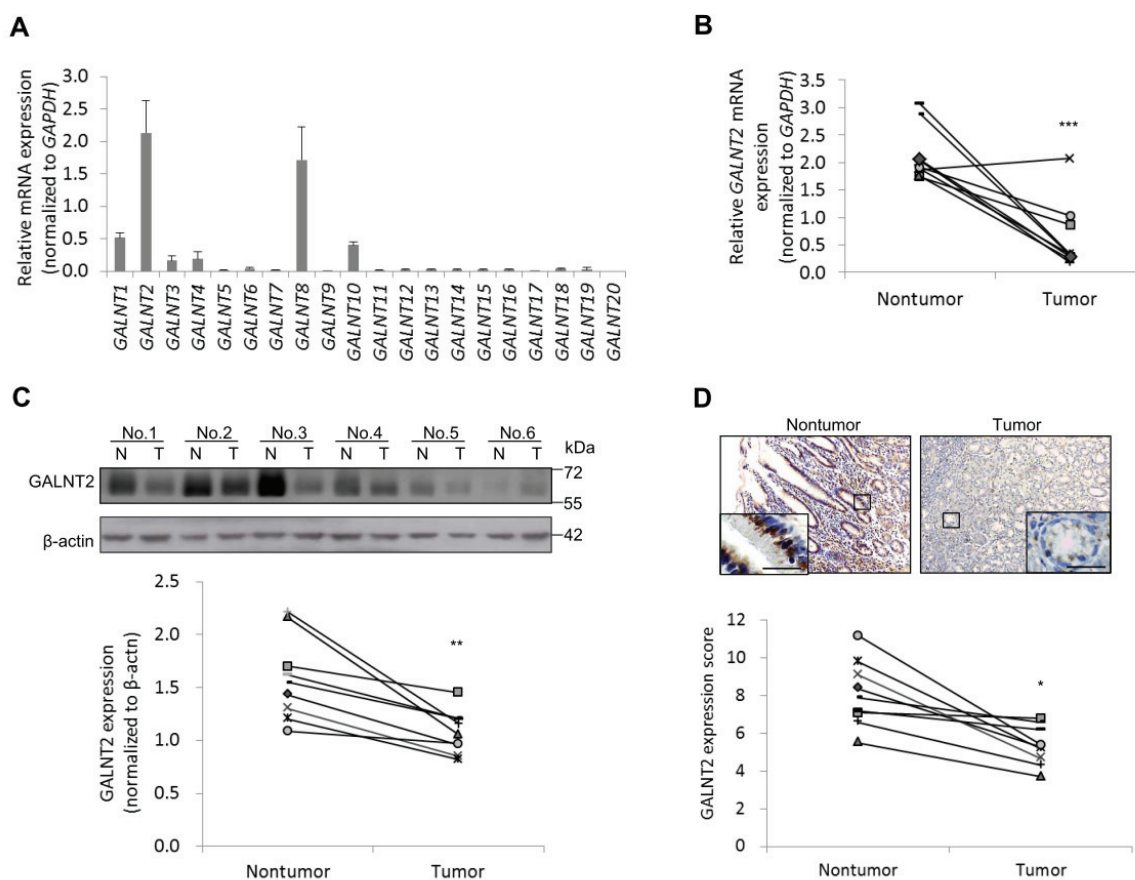 A
Relative mRNA expression
(normalized to GAPDH)
3.0
2.5
2.0
1.5
1.0
0.5
0.0
GALNT1
GALNT2
GALNT3
GALNT4
GALNT5
GALNT6
GALNT7
GALNT8
GALNT9
GALNT10
GALNT11
GALNT12
GALNT13
GALNT14
GALNT15
GALNT16
GALNT17
GALNT18
GALNT19
GALNT20
B
Relative GALNT2 mRNA
expression
(normalized to GAPDH)
3.5
3.0
2.5
2.0
1.5
1.0
0.5
0.0
***
Nontumor Tumor
C
No.1 No.2 No.3 No.4 No.5 No.6
N T N T N T N T N T N T kDa
GALNT2
72
55
β-actin
42
GALNT2 expression
(normalized to β-actn)
2.5
2.0
1.5
1.0
0.5
0.0
**
Nontumor Tumor
D
Nontumor Tumor
GALNT2 expression score
12
10
8
6
4
2
0
*
Nontumor Tumor